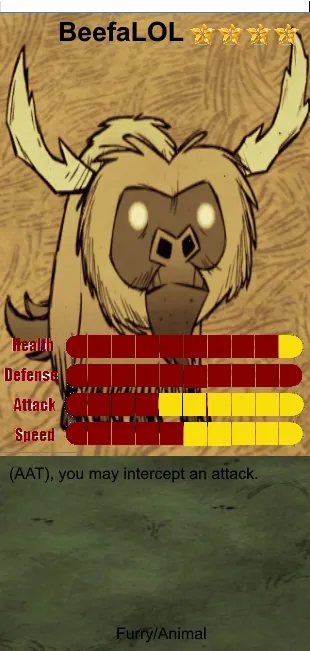 BeefaLOL
Health
Defense
Attack
Speed
(AAT), you may intercept an attack.
Furry/Animal